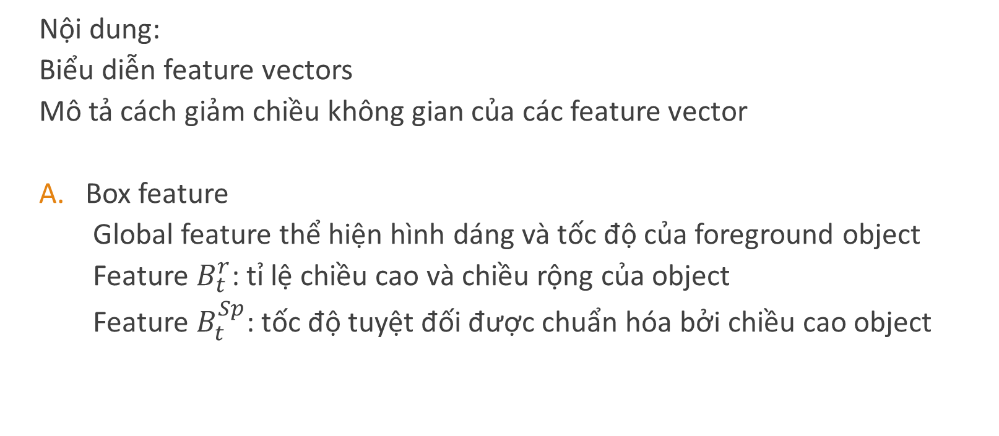 Nội dung:
Biểu diễn feature vectors
Mô tả cách giảm chiều không gian của các feature vector
A. Box feature
Global feature thể hiện hình dáng và tốc độ của foreground object
Feature $B_t^r$: tỉ lệ chiều cao và chiều rộng của object
Feature $B_t^{Sp}$: tốc độ tuyệt đối được chuẩn hóa bởi chiều cao object